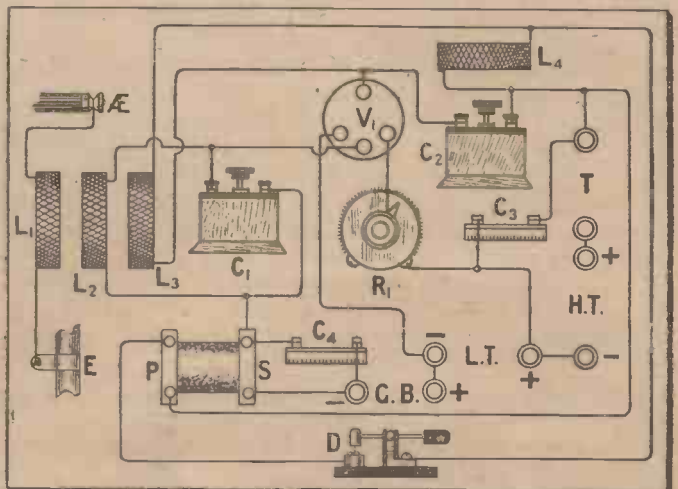 L4
Æ
V1
C2
T
C3
L1
L2
L3
C1
R1
+
H.T.
C4
E
P
S
−
L.T.
+
−
−
G.B.
+
D